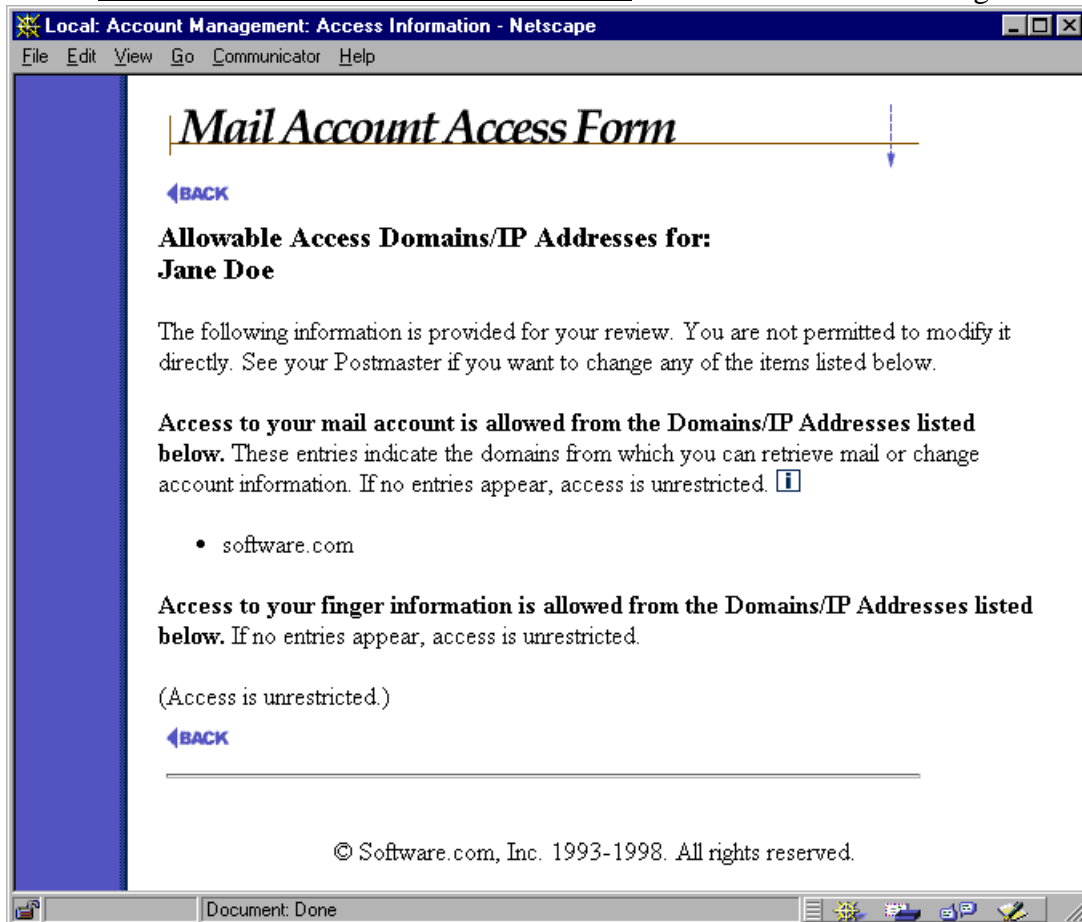 Local: Account Management: Access Information - Netscape
File Edit View Go Communicator Help
Mail Account Access Form
BACK
Allowable Access Domains/IP Addresses for:
Jane Doe
The following information is provided for your review. You are not permitted to modify it
directly. See your Postmaster if you want to change any of the items listed below.
Access to your mail account is allowed from the Domains/IP Addresses listed
below. These entries indicate the domains from which you can retrieve mail or change
account information. If no entries appear, access is unrestricted. i
• software.com
Access to your finger information is allowed from the Domains/IP Addresses listed
below. If no entries appear, access is unrestricted.
(Access is unrestricted.)
BACK
© Software.com, Inc. 1993-1998. All rights reserved.
Document: Done